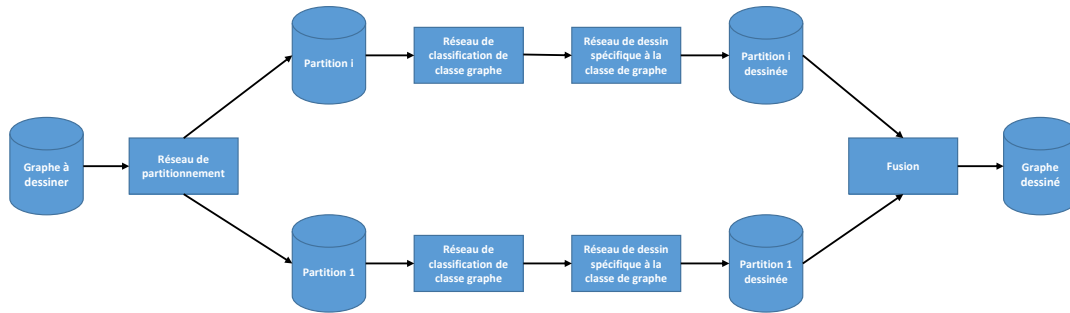 Graphe à
dessiner
Réseau de
partitionnement
Partition i
Réseau de
classification de
classe graphe
Réseau de dessin
spécifique à la
classe de graphe
Partition i
dessinée
Partition 1
Réseau de
classification de
classe graphe
Réseau de dessin
spécifique à la
classe de graphe
Partition 1
dessinée
Fusion
Graphe
dessiné